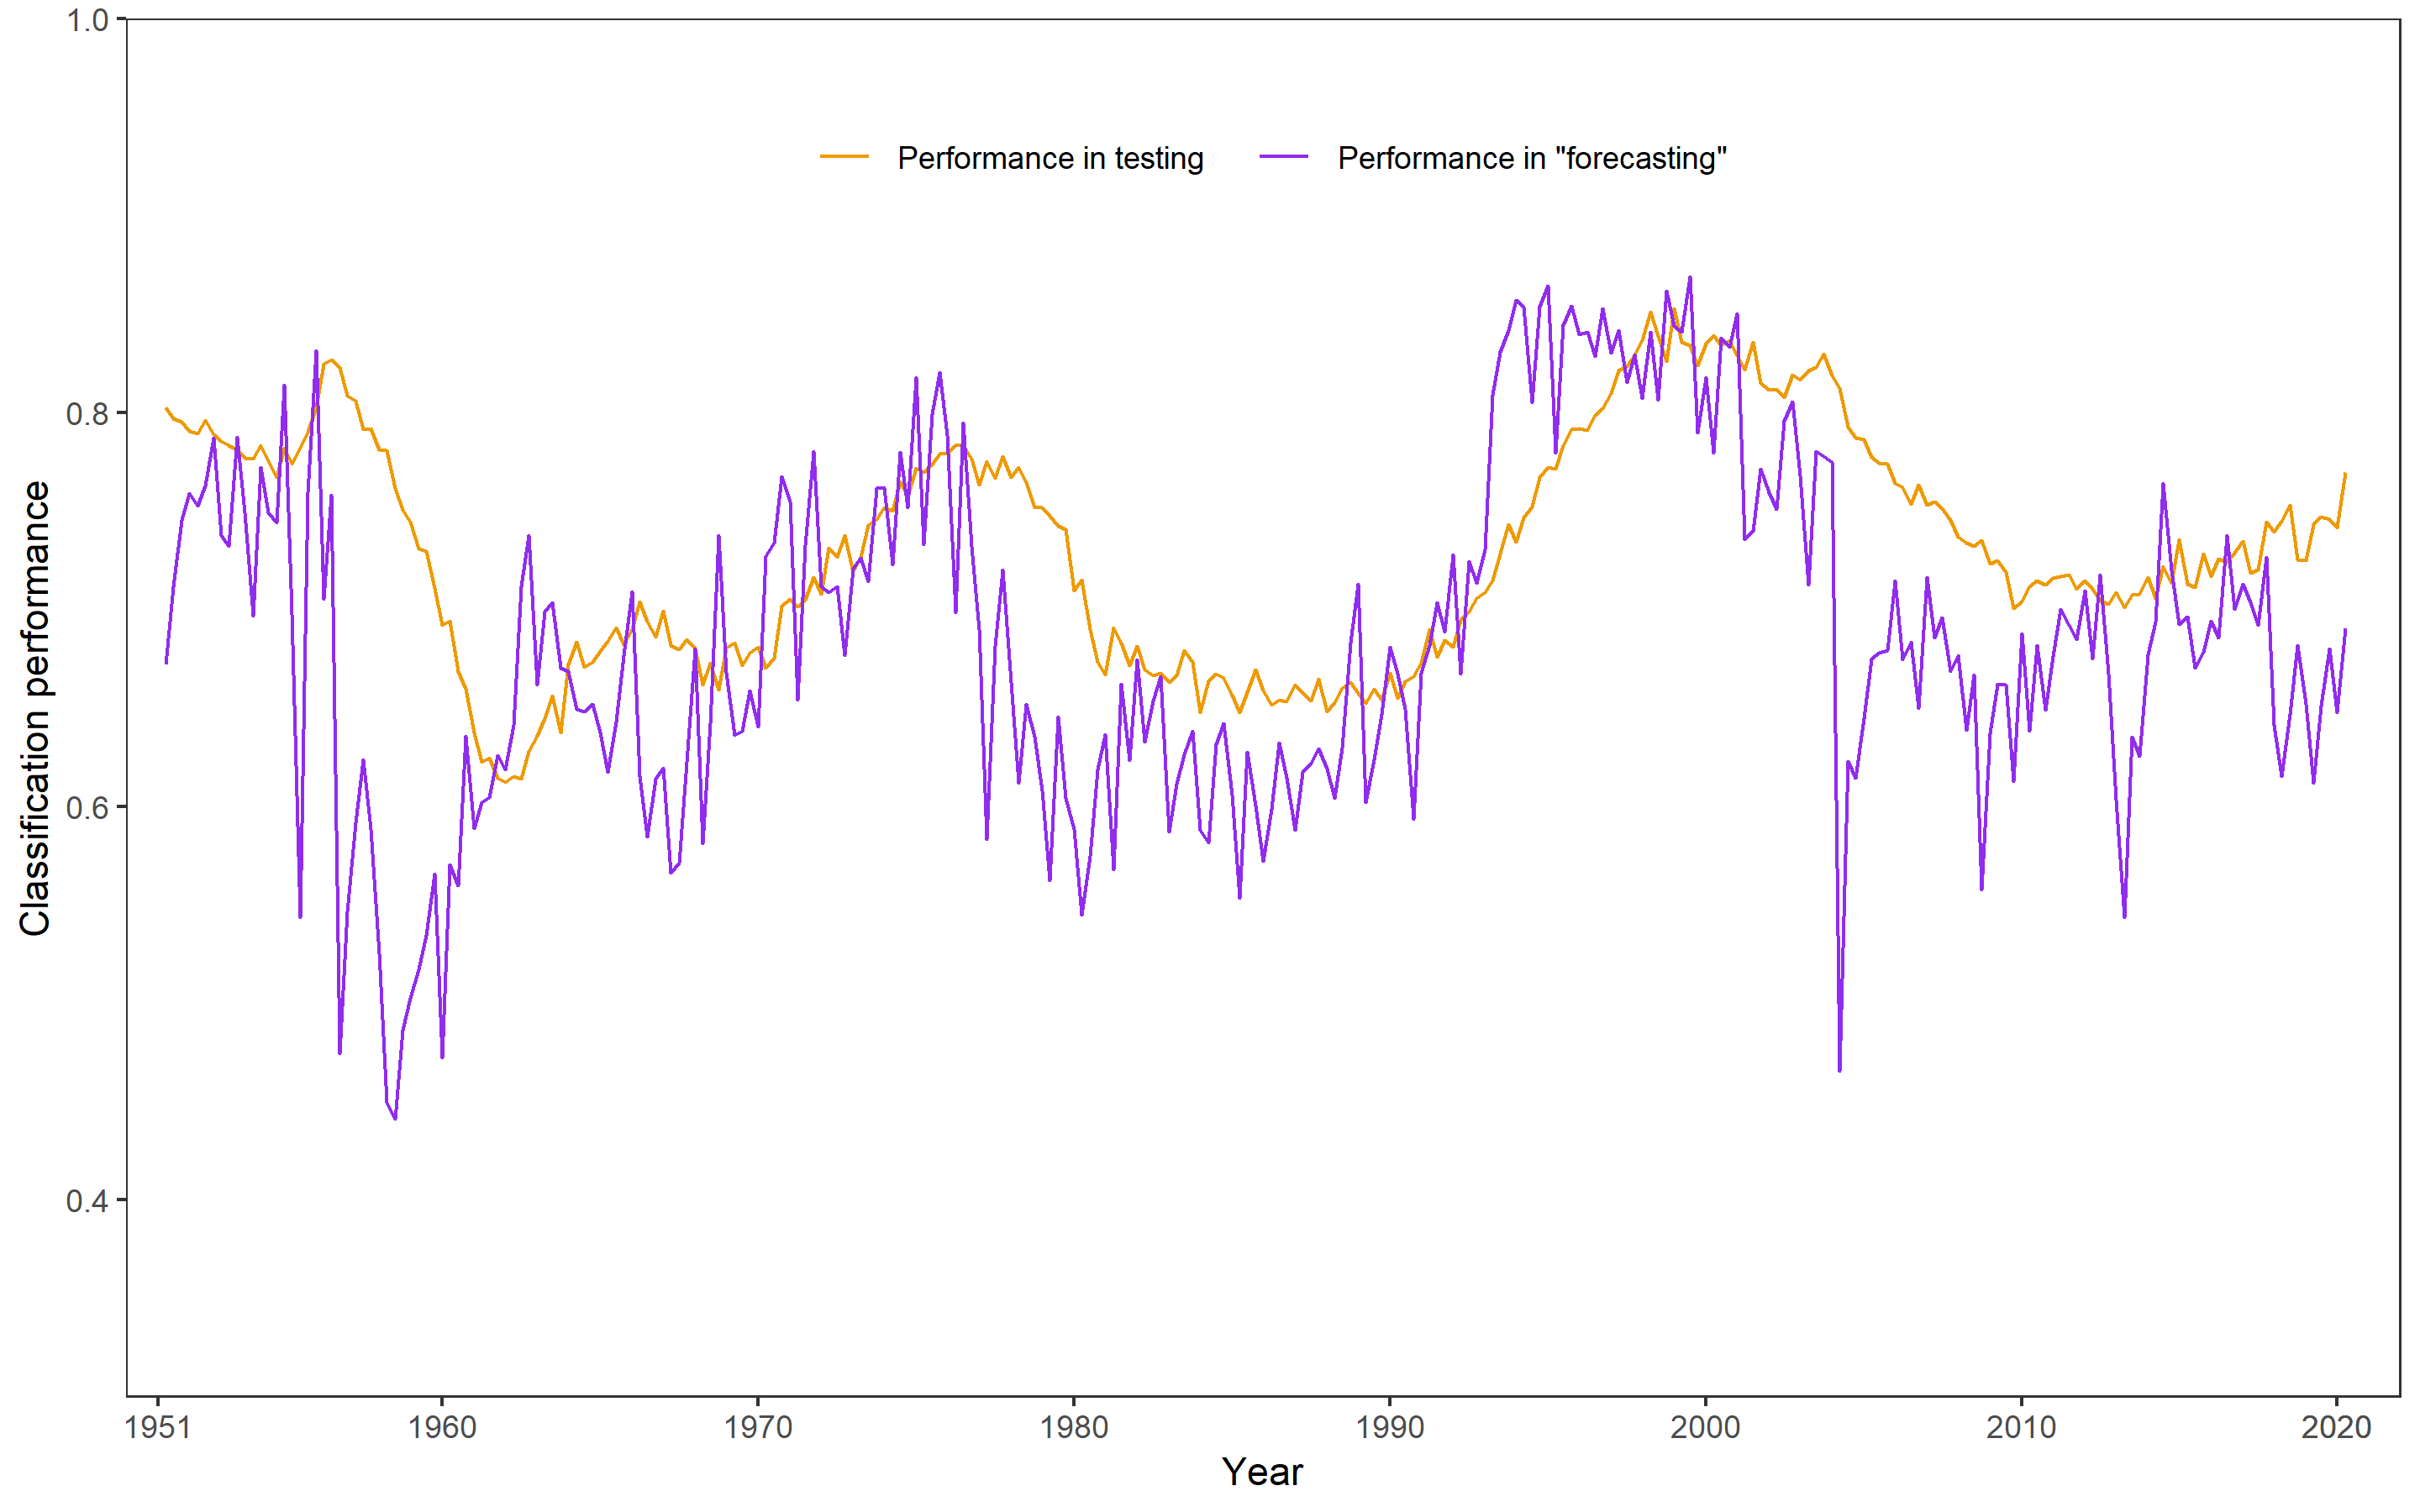 1.0
Performance in testing Performance in "forecasting"
0.8
0.6
0.4
Classification performance
1951 1960 1970 1980 1990 2000 2010 2020
Year